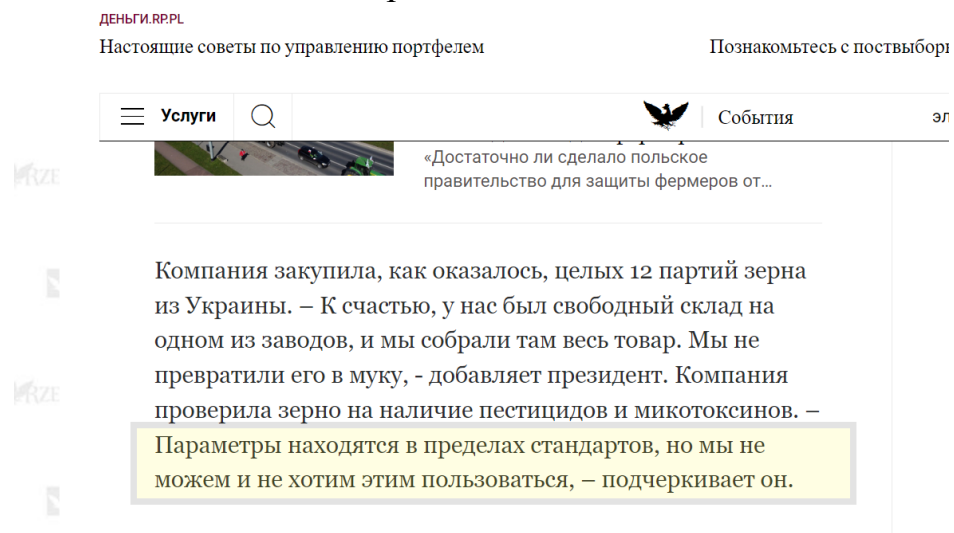 ДЕНЬГИ.RP.PL
Настоящие советы по управлению портфелем
Познакомьтесь с
Услуги
События
«Достаточно ли сделало польское
правительство для защиты фермеров от...
Компания закупила, как оказалось, целых 12 партий зерна
из Украины. – К счастью, у нас был свободный склад на
одном из заводов, и мы собрали там весь товар. Мы не
превратили его в муку, - добавляет президент. Компания
проверила зерно на наличие пестицидов и микотоксинов. –
Параметры находятся в пределах стандартов, но мы не
можем и не хотим этим пользоваться, – подчеркивает он.